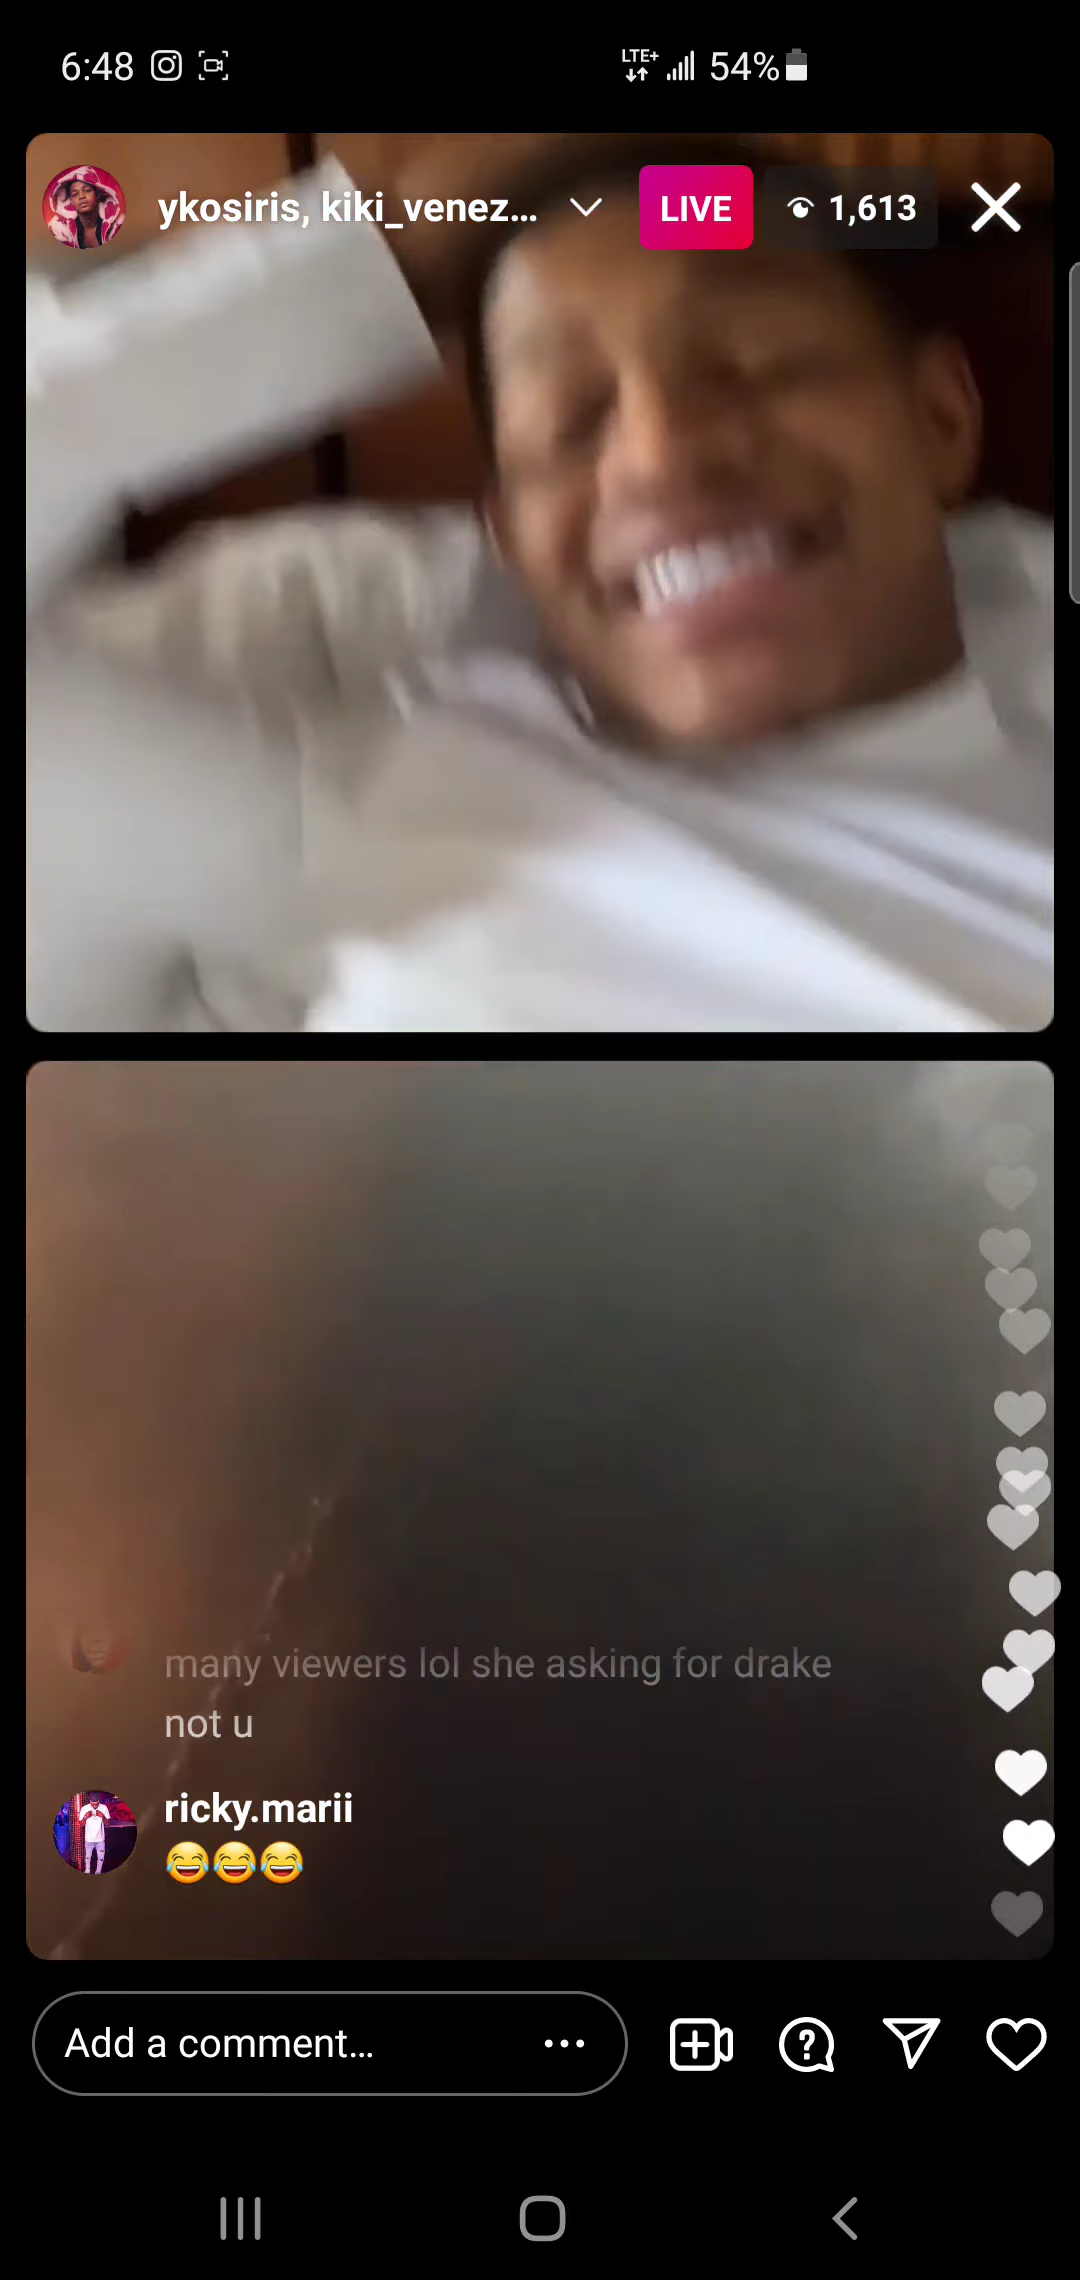 6:48 LTE+ 54%
ykosiris, kiki_venez... LIVE 1,613
many viewers lol she asking for drake
not u
ricky.marii
😂😂😂
Add a comment...